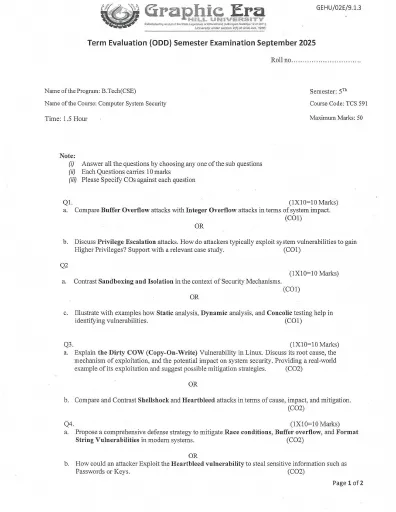 GEHU/02E/9.1.3
Graphic Era
HILL UNIVERSITY
Term Evaluation (ODD) Semester Examination September 2025
Roll no..................................
Name of the Program: B.Tech(CSE)
Semester: 5Th
Name of the Course: Computer System Security
Course Code: TCS 591
Time: 1.5 Hour
Maximum Marks: 50
Note:
(i) Answer all the questions by choosing any one of the sub questions
(ii) Each Questions carries 10 marks
(iii) Please Specify COs against each question
Q1.
(1X10=10 Marks)
a. Compare Buffer Overflow attacks with Integer Overflow attacks in terms of system impact.
(CO1)
OR
b. Discuss Privilege Escalation attacks. How do attackers typically exploit system vulnerabilities to gain
Higher Privileges? Support with a relevant case study. (CO1)
Q2
(1X10=10 Marks)
a. Contrast Sandboxing and Isolation in the context of Security Mechanisms.
(CO1)
OR
c. Illustrate with examples how Static analysis, Dynamic analysis, and Concolic testing help in
identifying vulnerabilities. (CO1)
Q3.
(1X10=10 Marks)
a. Explain the Dirty COW (Copy-On-Write) Vulnerability in Linux. Discuss its root cause, the
mechanism of exploitation, and the potential impact on system security. Providing a real-world
example of its exploitation and suggest possible mitigation strategies. (CO2)
OR
b. Compare and Contrast Shellshock and Heartbleed attacks in terms of cause, impact, and mitigation.
(CO2)
Q4.
(1X10=10 Marks)
a. Propose a comprehensive defense strategy to mitigate Race conditions, Buffer overflow, and Format
String Vulnerabilities in modern systems. (CO2)
OR
b. How could an attacker Exploit the Heartbleed vulnerability to steal sensitive information such as
Passwords or Keys. (CO2)
Page 1 of 2